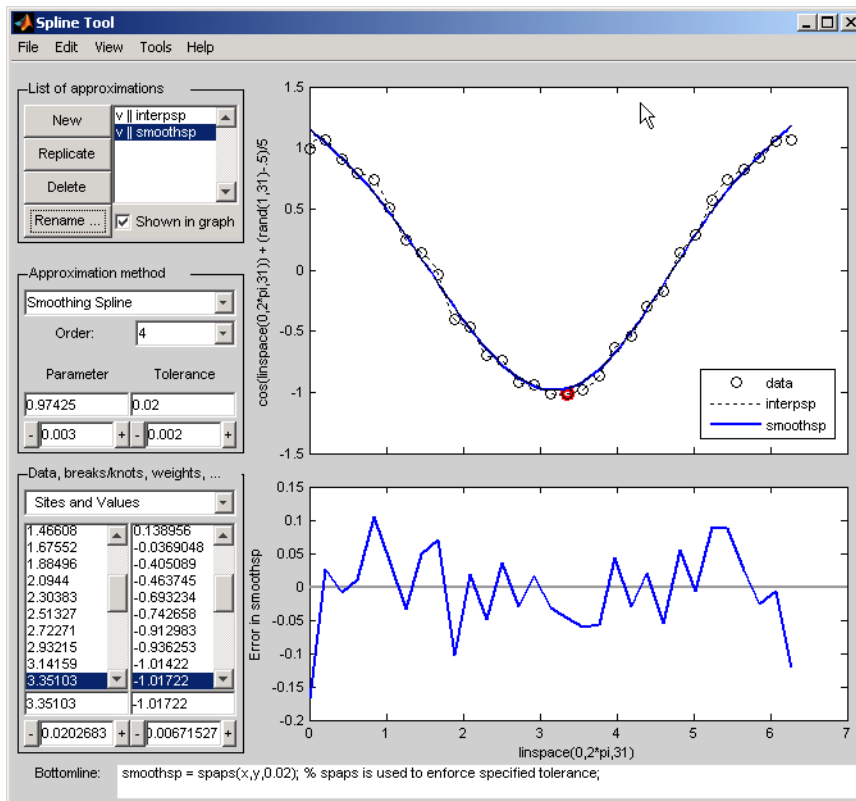 Spline Tool
File Edit View Tools Help
List of approximations
New
Replicate
Delete
Rename ...
v || interpsp
v || smoothsp
Shown in graph
Approximation method
Smoothing Spline
Order: 4
Parameter Tolerance
0.97425 0.02
- 0.003 + - 0.002 +
Data, breaks/knots, weights, ...
Sites and Values
1.46608 0.138956
1.67552 -0.0369048
1.88496 -0.405089
2.0944 -0.463745
2.30383 -0.693234
2.51327 -0.742658
2.72271 -0.912983
2.93215 -0.936253
3.14159 -1.01422
3.35103 -1.01722
3.35103 -1.01722
- 0.0202683 + - 0.00671527 +
cos(linspace(0,2*pi,31)) + (rand(1,31)-.5)/5
1.5
1
0.5
0
-0.5
-1
-1.5
0 1 2 3 4 5 6 7
data
interpsp
smoothsp
Error in smoothsp
0.15
0.1
0.05
0
-0.05
-0.1
-0.15
-0.2
0 1 2 3 4 5 6 7
linspace(0,2*pi,31)
Bottomline: smoothsp = spaps(x,y,0.02); % spaps is used to enforce specified tolerance;